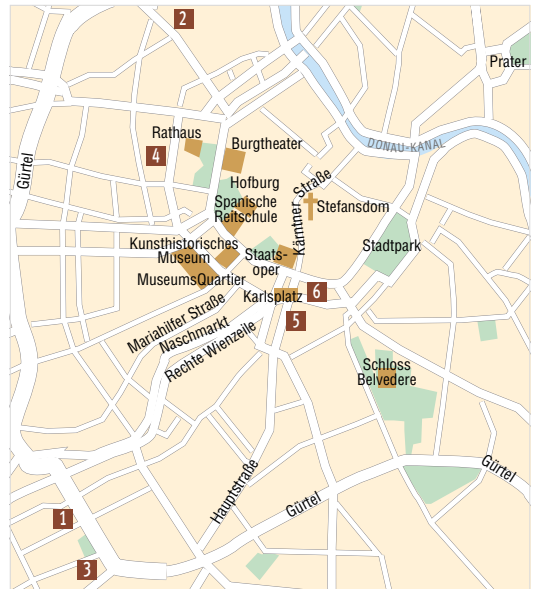 2
Prater
DONAU-KANAL
Rathaus
Burgtheater
4
Gürtel
Hofburg
Spanische
Reitschule
Kärntner Straße
Stefansdom
Kunsthistorisches
Museum
Staats-
oper
Stadtpark
MuseumsQuartier
Karlsplatz
6
5
Mariahilfer Straße
Naschmarkt
Rechte Wienzeile
Schloss
Belvedere
Hauptstraße
Gürtel
Gürtel
1
3